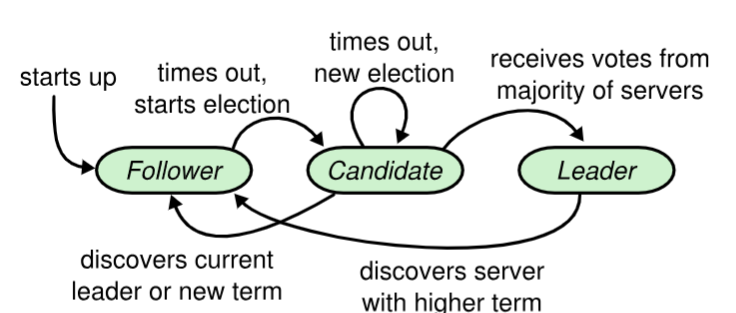 starts up
times out,
starts election
times out,
new election
receives votes from
majority of servers
Follower
Candidate
Leader
discovers current
leader or new term
discovers server
with higher term